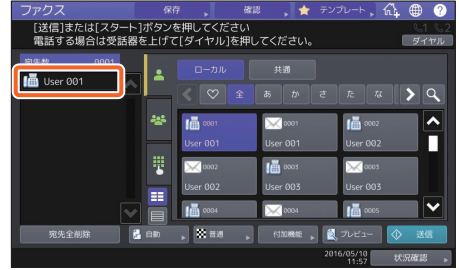 ファクス 保存 確認 テンプレート ?
[送信]または[スタート]ボタンを押してください
電話する場合は受話器を上げて[ダイヤル]を押してください。
1 2
ダイヤル
宛先数 0001
User 001
ローカル 共通
全 あ か さ た な
0001 0001 0002
User 001 User 001 User 002
0002 0003 0003
User 002 User 003 User 003
0004 0004 0005
宛先全削除 自動 普通 付加機能 プレビュー 送信
2016/05/10
11:57
状況確認